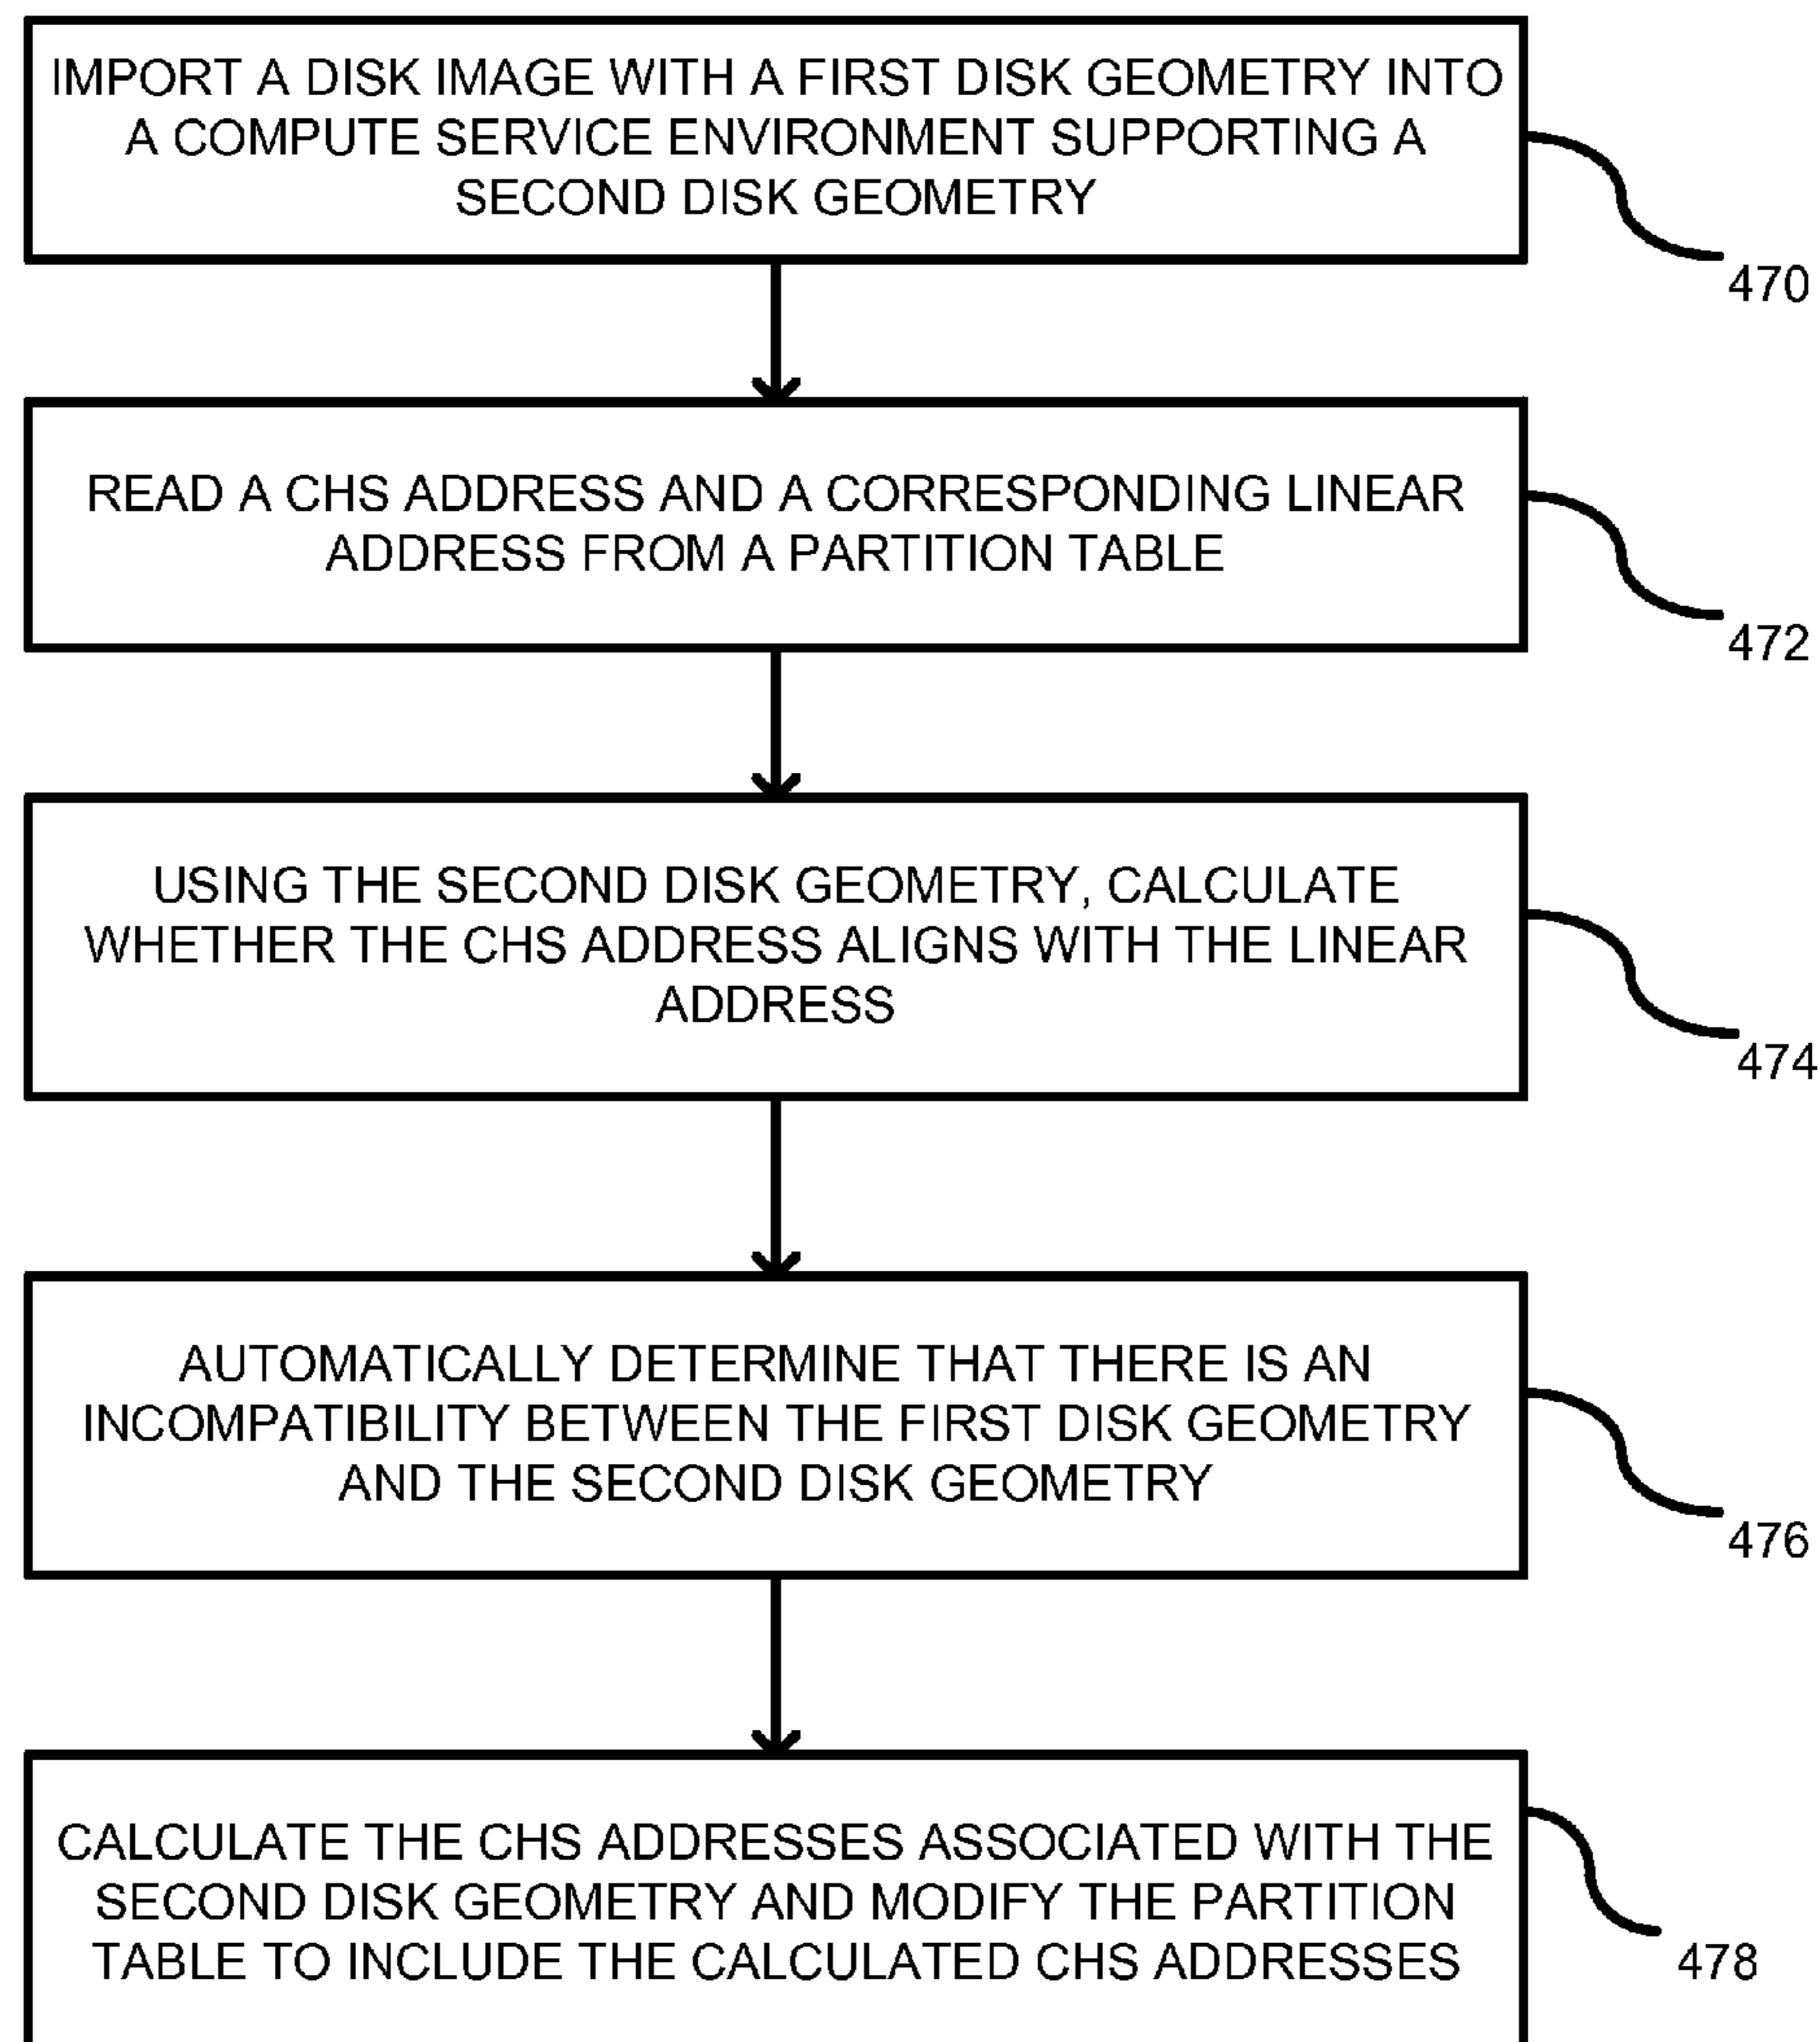 IMPORT A DISK IMAGE WITH A FIRST DISK GEOMETRY INTO
A COMPUTE SERVICE ENVIRONMENT SUPPORTING A
SECOND DISK GEOMETRY
470
READ A CHS ADDRESS AND A CORRESPONDING LINEAR
ADDRESS FROM A PARTITION TABLE
472
USING THE SECOND DISK GEOMETRY, CALCULATE
WHETHER THE CHS ADDRESS ALIGNS WITH THE LINEAR
ADDRESS
474
AUTOMATICALLY DETERMINE THAT THERE IS AN
INCOMPATIBILITY BETWEEN THE FIRST DISK GEOMETRY
AND THE SECOND DISK GEOMETRY
476
CALCULATE THE CHS ADDRESSES ASSOCIATED WITH THE
SECOND DISK GEOMETRY AND MODIFY THE PARTITION
TABLE TO INCLUDE THE CALCULATED CHS ADDRESSES
478